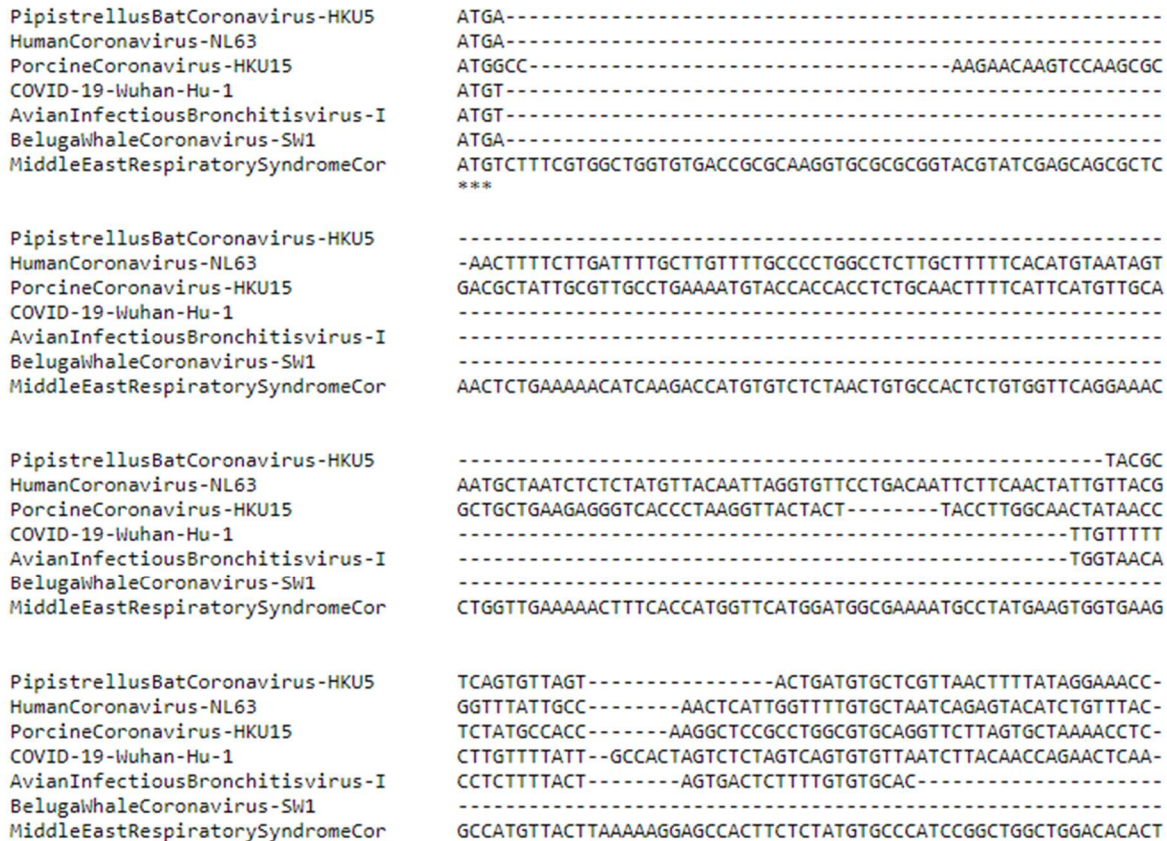 PipistrellusBatCoronavirus-HKU5 ATGA--------------------------------------------------------
HumanCoronavirus-NL63 ATGA--------------------------------------------------------
PorcineCoronavirus-HKU15 ATGGCC------------------------------------AAGAACAAGTCCAAGCGC
COVID-19-Wuhan-Hu-1 ATGT--------------------------------------------------------
AvianInfectiousBronchitisvirus-I ATGT--------------------------------------------------------
BelugaWhaleCoronavirus-SW1 ATGA--------------------------------------------------------
MiddleEastRespiratorySyndromeCor ATGTCTTTCGTGGCTGGTGTGACCGCGCAAGGTGCGCGCGGTACGTATCGAGCAGCGCTC
***
PipistrellusBatCoronavirus-HKU5 ------------------------------------------------------------
HumanCoronavirus-NL63 -AACTTTTCTTGATTTTGCTTGTTTTGCCCCTGGCCTCTTGCTTTTTCACATGTAATAGT
PorcineCoronavirus-HKU15 GACGCTATTGCGTTGCCTGAAAATGTACCACCACCTCTGCAACTTTTCATTCATGTTGCA
COVID-19-Wuhan-Hu-1 ------------------------------------------------------------
AvianInfectiousBronchitisvirus-I ------------------------------------------------------------
BelugaWhaleCoronavirus-SW1 ------------------------------------------------------------
MiddleEastRespiratorySyndromeCor AACTCTGAAAAACATCAAGACCATGTGTCTCTAACTGTGCCACTCTGTGGTTCAGGAAAC
PipistrellusBatCoronavirus-HKU5 -------------------------------------------------------TACGC
HumanCoronavirus-NL63 AATGCTAATCTCTCTATGTTACAATTAGGTGTTCCTGACAATTCTTCAACTATTGTTACG
PorcineCoronavirus-HKU15 GCTGCTGAAGAGGGTCACCCTAAGGTTACTACT--------TACCTTGGCAACTATAACC
COVID-19-Wuhan-Hu-1 ----------------------------------------------------TTGTTTTT
AvianInfectiousBronchitisvirus-I ----------------------------------------------------TGGTAACA
BelugaWhaleCoronavirus-SW1 ------------------------------------------------------------
MiddleEastRespiratorySyndromeCor CTGGTTGAAAAACTTTCACCATGGTTCATGGATGGCGAAAATGCCTATGAAGTGGTGAAG
PipistrellusBatCoronavirus-HKU5 TCAGTGTTAGT----------------ACTGATGTGCTCGTTAACTTTTATAGGAAACC-
HumanCoronavirus-NL63 GGTTTATTGCC--------AACTCATTGGTTTTGTGCTAATCAGAGTACATCTGTTTAC-
PorcineCoronavirus-HKU15 TCTATGCCACC-------AAGGCTCCGCCTGGCGTGCAGGTTCTTAGTGCTAAAACCTC-
COVID-19-Wuhan-Hu-1 CTTGTTTTATT--GCCACTAGTCTCTAGTCAGTGTGTTAATCTTACAACCAGAACTCAA-
AvianInfectiousBronchitisvirus-I CCTCTTTTACT--------AGTGACTCTTTTGTGTGCAC---------------------
BelugaWhaleCoronavirus-SW1 ------------------------------------------------------------
MiddleEastRespiratorySyndromeCor GCCATGTTACTTAAAAAGGAGCCACTTCTCTATGTGCCCATCCGGCTGGCTGGACACACT